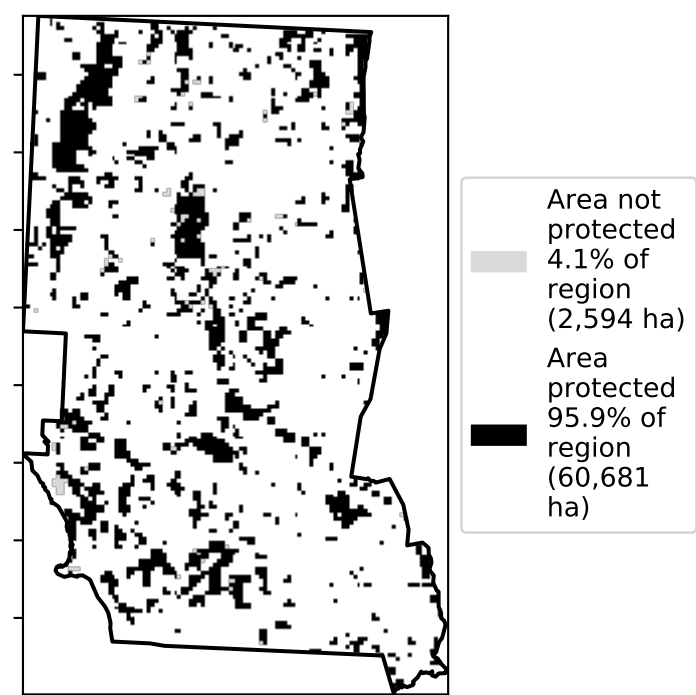 Area not
protected
4.1% of
region
(2,594 ha)
Area
protected
95.9% of
region
(60,681
ha)